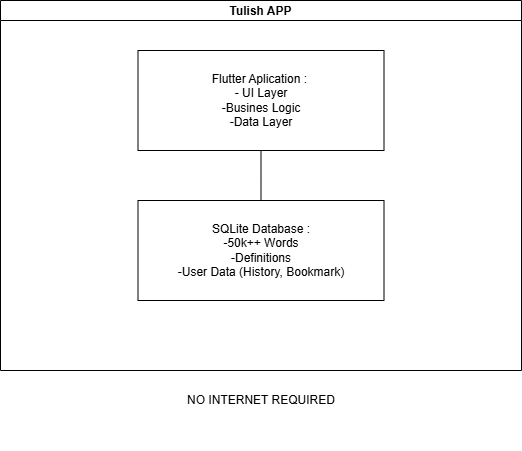 Tulish APP
Flutter Aplication :
- UI Layer
-Busines Logic
-Data Layer
SQLite Database :
-50k++ Words
-Definitions
-User Data (History, Bookmark)
NO INTERNET REQUIRED